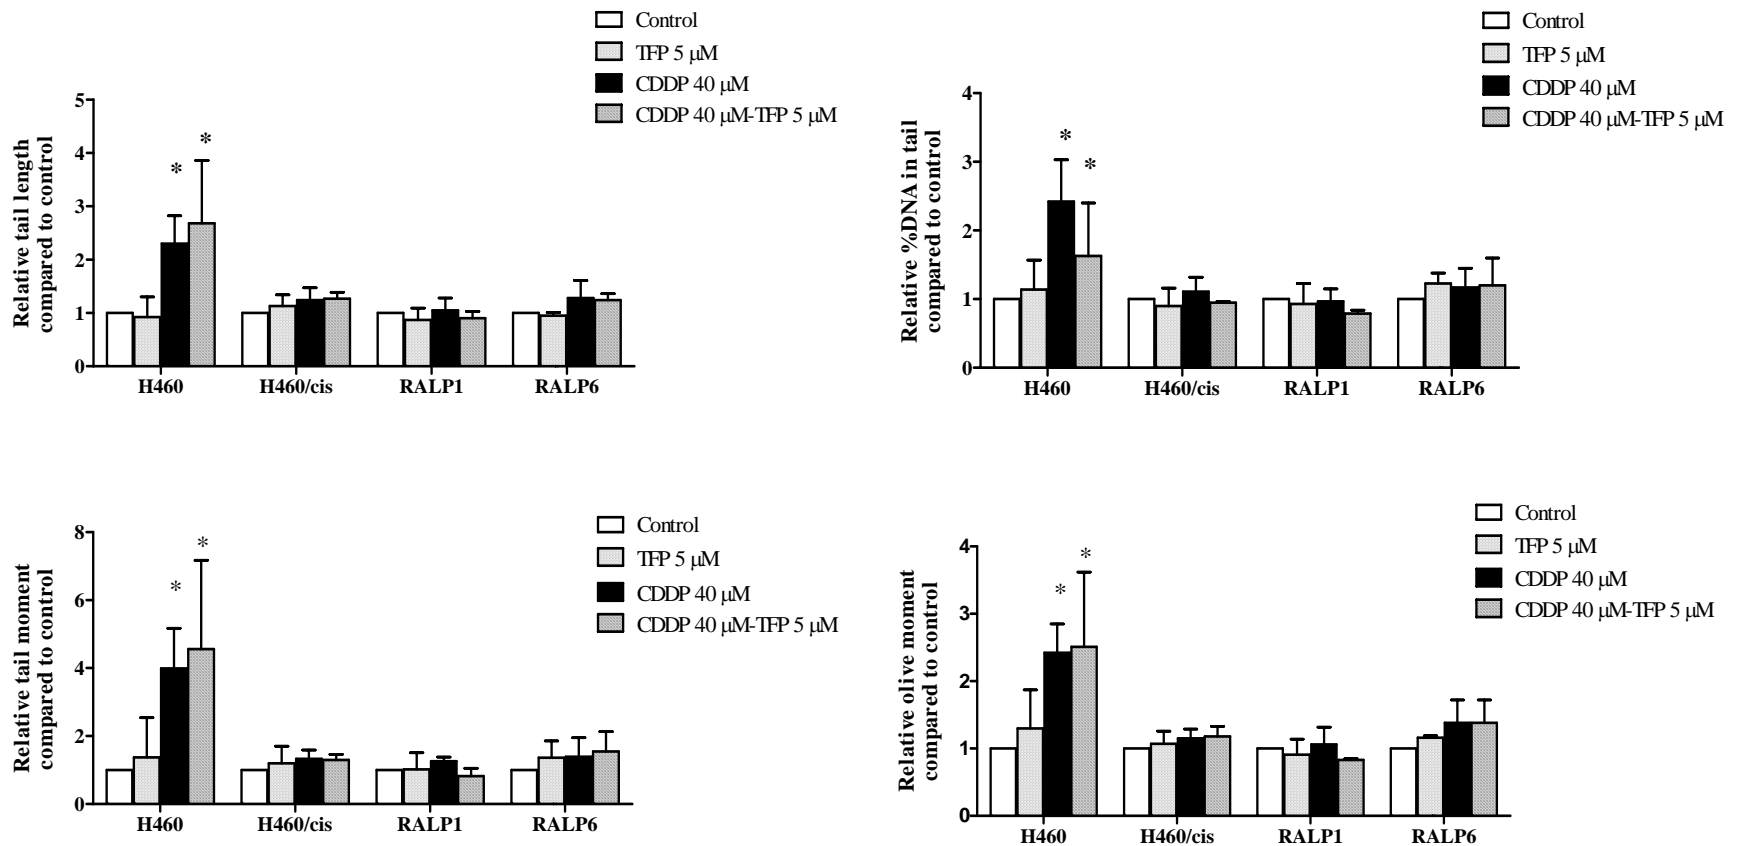 Control
TFP 5 μM
CDDP 40 μM
CDDP 40 μM-TFP 5 μM
Relative tail length
compared to control
5
4
3
2
1
0
* *
H460 H460/cis RALP1 RALP6
Control
TFP 5 μM
CDDP 40 μM
CDDP 40 μM-TFP 5 μM
Relative %DNA in tail
compared to control
4
3
2
1
0
* *
H460 H460/cis RALP1 RALP6
Control
TFP 5 μM
CDDP 40 μM
CDDP 40 μM-TFP 5 μM
Relative tail moment
compared to control
8
6
4
2
0
* *
H460 H460/cis RALP1 RALP6
Control
TFP 5 μM
CDDP 40 μM
CDDP 40 μM-TFP 5 μM
Relative olive moment
compared to control
4
3
2
1
0
* *
H460 H460/cis RALP1 RALP6